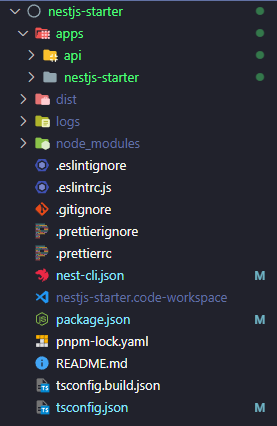 nestjs-starter
apps
api
nestjs-starter
dist
logs
node_modules
.eslintignore
.eslintrc.js
.gitignore
.prettierignore
.prettierrc
nest-cli.json M
nestjs-starter.code-workspace
package.json M
pnpm-lock.yaml
README.md
tsconfig.build.json
tsconfig.json M